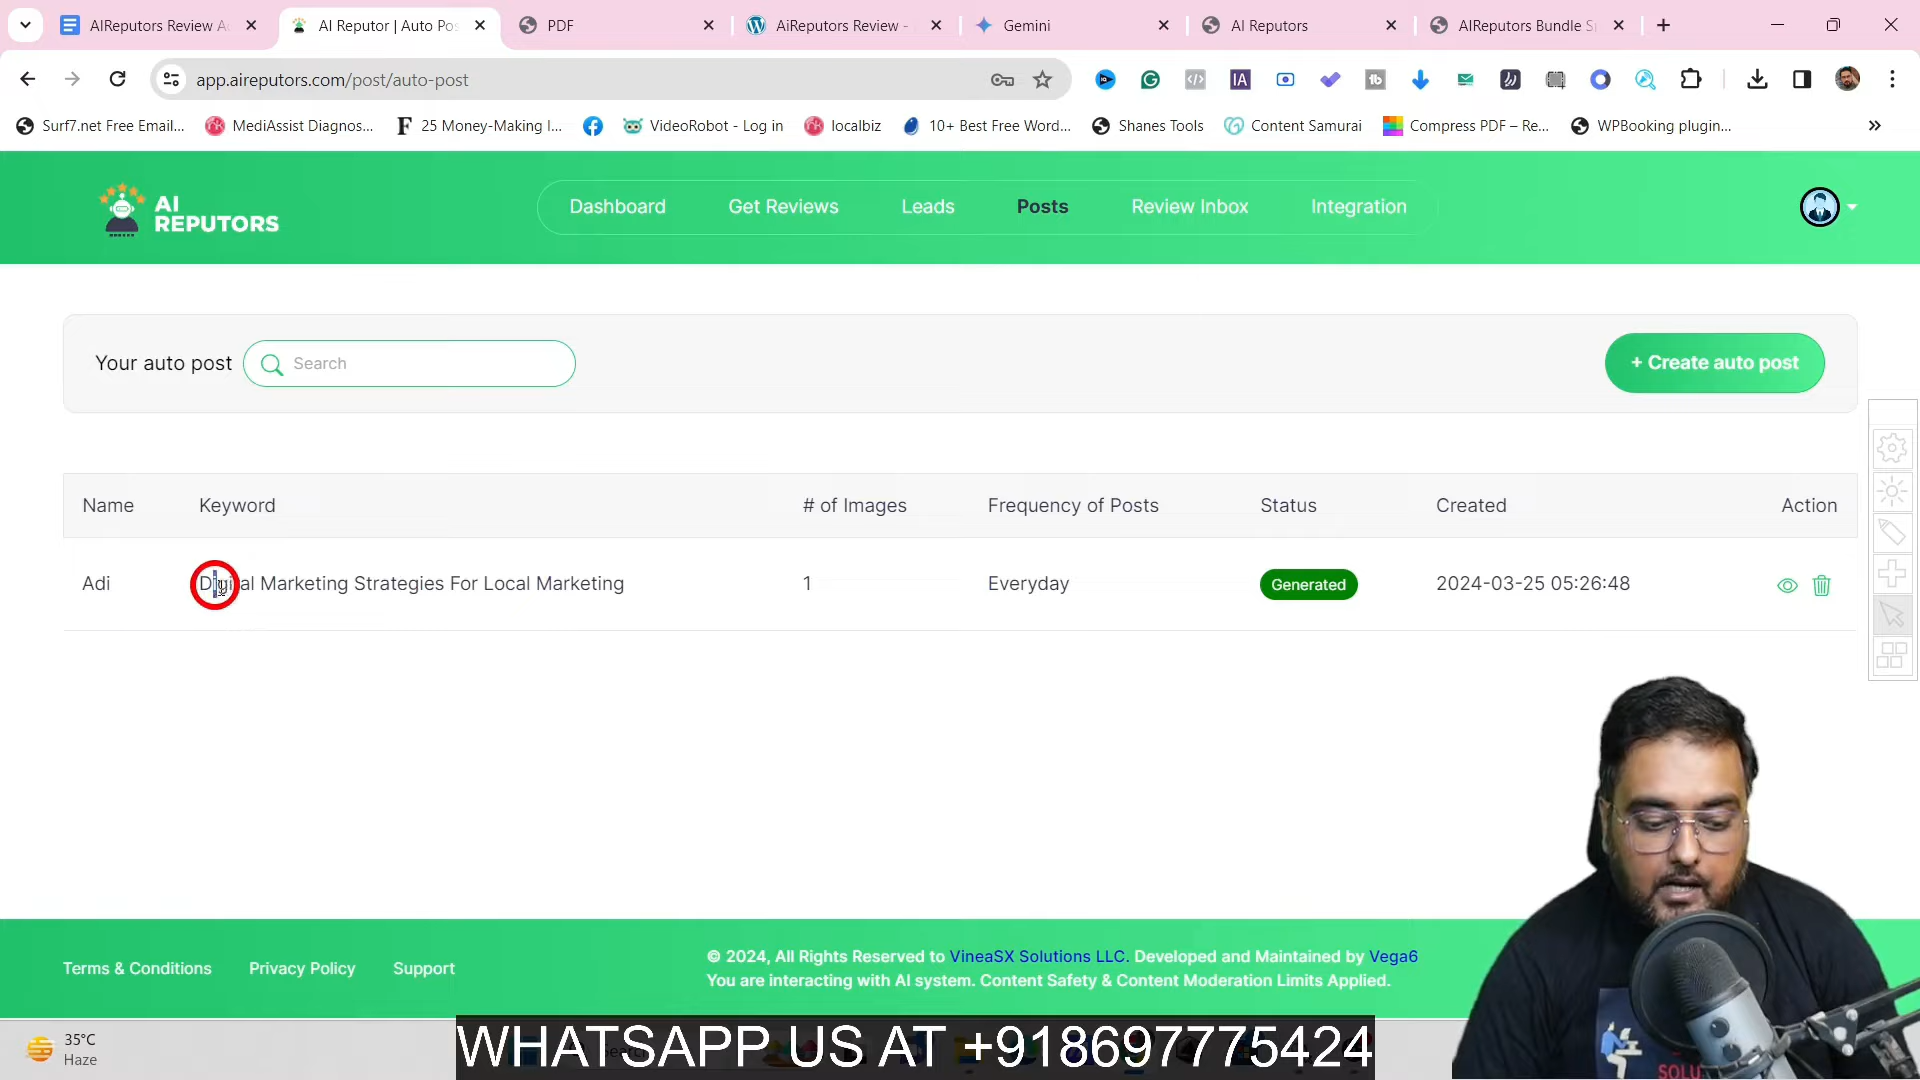 AIReputors Review A
AI Reputor | Auto Pos
PDF
AiReputors Review -
Gemini
AI Reputors
AIReputors Bundle S
app.aireputors.com/post/auto-post
Surf7.net Free Email...
MediAssist Diagnos...
25 Money-Making I...
VideoRobot - Log in
localbiz
10+ Best Free Word...
Shanes Tools
Content Samurai
Compress PDF – Re...
WPBooking plugin...
AI
REPUTORS
Dashboard
Get Reviews
Leads
Posts
Review Inbox
Integration
Your auto post
Search
+ Create auto post
Name
Keyword
# of Images
Frequency of Posts
Status
Created
Action
Adi
Digital Marketing Strategies For Local Marketing
1
Everyday
Generated
2024-03-25 05:26:48
Terms & Conditions
Privacy Policy
Support
© 2024, All Rights Reserved to VineaSX Solutions LLC. Developed and Maintained by Vega6
You are interacting with AI system. Content Safety & Content Moderation Limits Applied.
35°C
Haze
WHATSAPP US AT +918697775424
SOLU